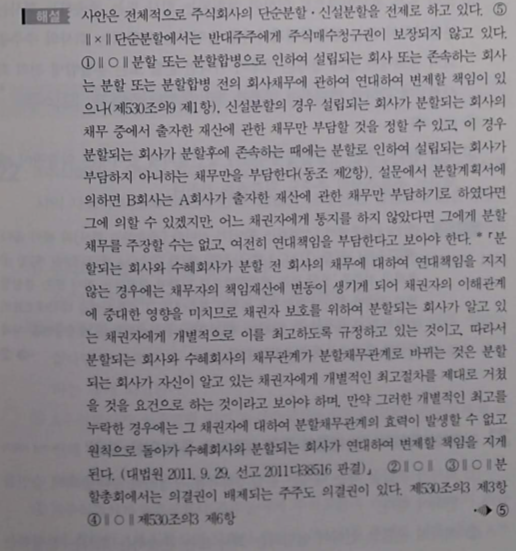 해설 사안은 전체적으로 주식회사의 단순분할·신설분할을 전제로 하고 있다. ⑤
∥×∥단순분할에서는 반대주주에게 주식매수청구권이 보장되지 않고 있다.
①∥○∥분할 또는 분할합병으로 인하여 설립되는 회사 또는 존속하는 회사
는 분할 또는 분할합병 전의 회사채무에 관하여 연대하여 변제할 책임이 있
으나(제530조의9 제1항), 신설분할의 경우 설립되는 회사가 분할되는 회사의
채무 중에서 출자한 재산에 관한 채무만 부담할 것을 정할 수 있고, 이 경우
분할되는 회사가 분할후에 존속하는 때에는 분할로 인하여 설립되는 회사가
부담하지 아니하는 채무만을 부담한다(동조 제2항). 설문에서 분할계획서에
의하면 B회사는 A회사가 출자한 재산에 관한 채무만 부담하기로 하였다면
그에 의할 수 있겠지만, 어느 채권자에게 통지를 하지 않았다면 그에게 분할
채무를 주장할 수는 없고, 여전히 연대책임을 부담한다고 보아야 한다. *「분
할되는 회사와 수혜회사가 분할 전 회사의 채무에 대하여 연대책임을 지지
않는 경우에는 채무자의 책임재산에 변동이 생기게 되어 채권자의 이해관계
에 중대한 영향을 미치므로 채권자 보호를 위하여 분할되는 회사가 알고 있
는 채권자에게 개별적으로 이를 최고하도록 규정하고 있는 것이고, 따라서
분할되는 회사와 수혜회사의 채무관계가 분할채무관계로 바뀌는 것은 분할
되는 회사가 자신이 알고 있는 채권자에게 개별적인 최고절차를 제대로 거쳤
을 것을 요건으로 하는 것이라고 보아야 하며, 만약 그러한 개별적인 최고를
누락한 경우에는 그 채권자에 대하여 분할채무관계의 효력이 발생할 수 없고
원칙으로 돌아가 수혜회사와 분할되는 회사가 연대하여 변제할 책임을 지게
된다. (대법원 2011. 9. 29. 선고 2011다38516 판결)」 ②∥○∥ ③∥○∥분
할총회에서는 의결권이 배제되는 주주도 의결권이 있다. 제530조의3 제3항
④∥○∥제530조의3 제6항 ⑤